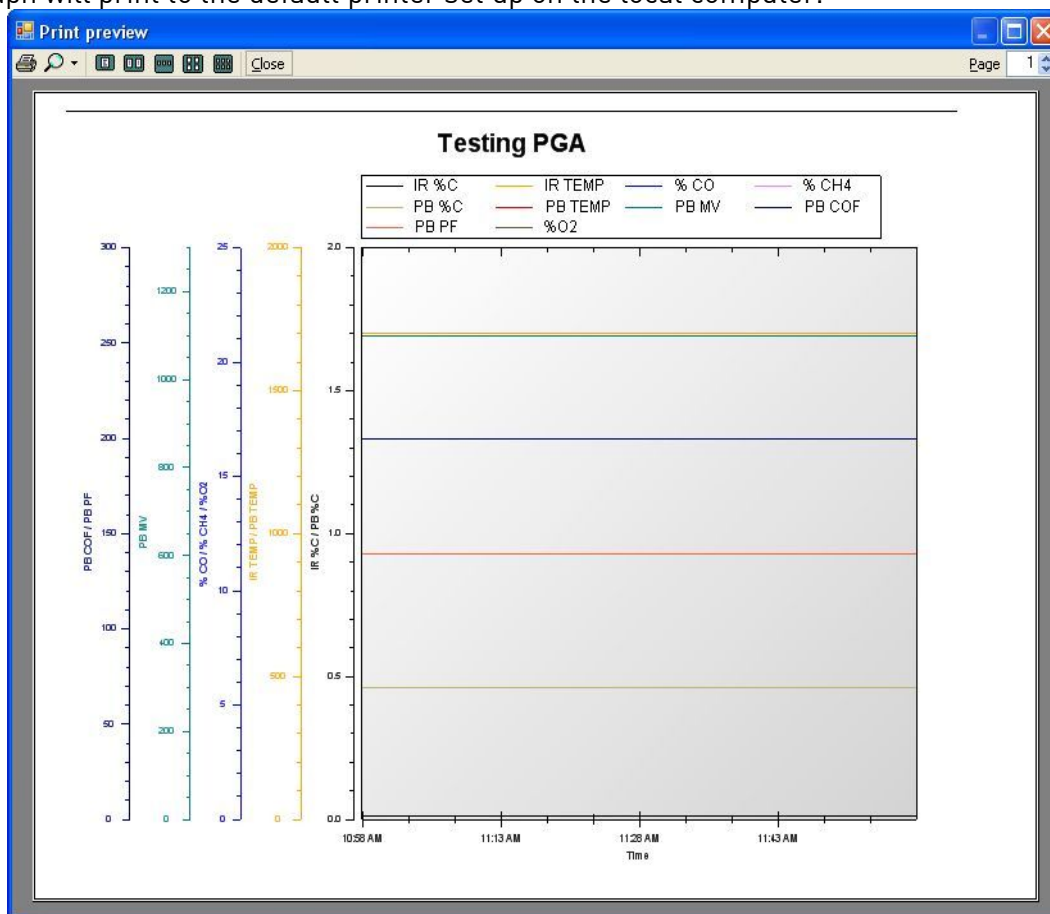 graph will print to the default printer set up on the local computer.
Print preview
Close
Page 1
Testing PGA
IR %C IR TEMP % CO % CH4
PB %C PB TEMP PB MV PB COF
PB PF %O2
300 250 200 150 100 50 0
PB COF / PB PF
1200 1000 800 600 400 200 0
PB MV
25 20 15 10 5 0
% CO / % CH4 / %O2
2000 1500 1000 500 0
IR TEMP / PB TEMP
2.0 1.5 1.0 0.5 0.0
IR %C / PB %C
10:58 AM 11:13 AM 11:28 AM 11:43 AM
Time